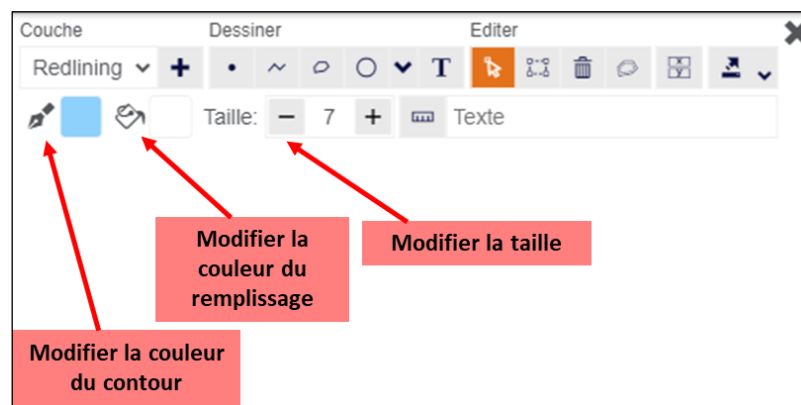 Couche Dessiner Editer
Redlining T x y
Taille: 7 Texte
Modifier la
couleur du
remplissage
Modifier la taille
Modifier la couleur
du contour